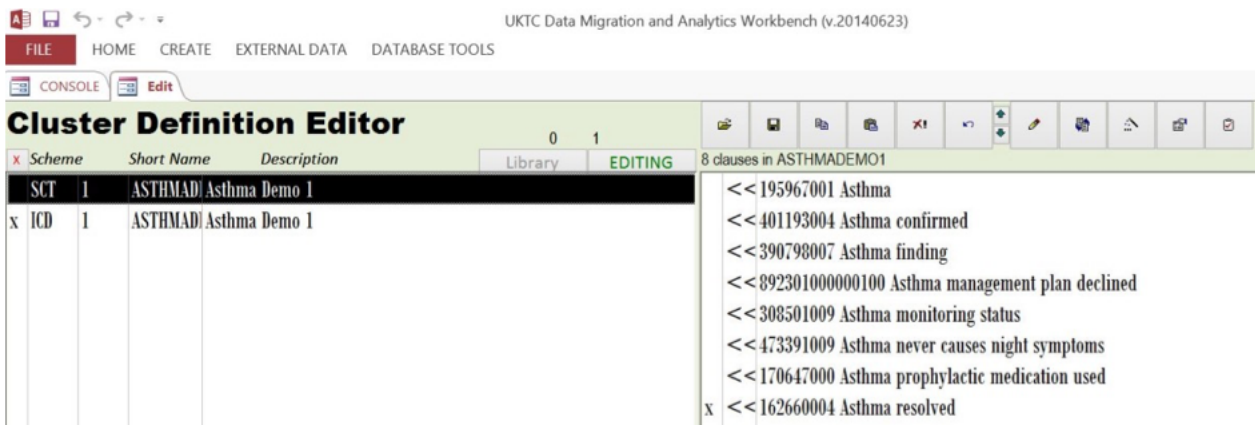 UKTC Data Migration and Analytics Workbench (v.20140623)
FILE HOME CREATE EXTERNAL DATA DATABASE TOOLS
CONSOLE Edit
Cluster Definition Editor 0 1
x Scheme Short Name Description Library EDITING
8 clauses in ASTHMADEMO1
SCT 1 ASTHMADI Asthma Demo 1
x ICD 1 ASTHMADI Asthma Demo 1
<< 195967001 Asthma
<< 401193004 Asthma confirmed
<< 390798007 Asthma finding
<< 892301000000100 Asthma management plan declined
<< 308501009 Asthma monitoring status
<< 473391009 Asthma never causes night symptoms
<< 170647000 Asthma prophylactic medication used
x << 162660004 Asthma resolved